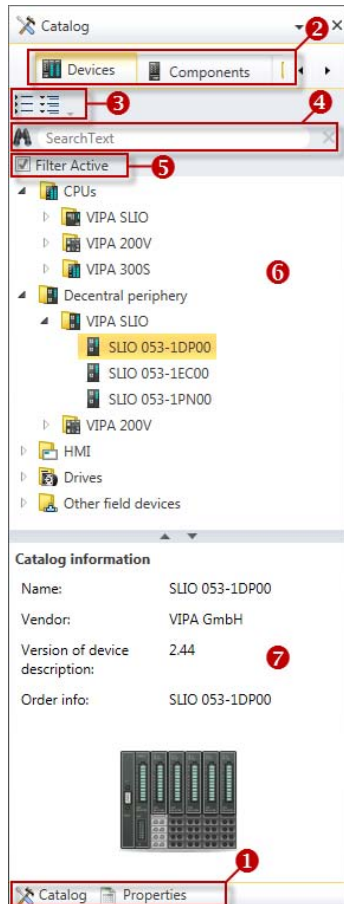 Catalog
2
Devices Components
3
4
SearchText
Filter Active
5
CPUs
VIPA SLIO
VIPA 200V
VIPA 300S
6
Decentral periphery
VIPA SLIO
SLIO 053-1DP00
SLIO 053-1EC00
SLIO 053-1PN00
VIPA 200V
HMI
Drives
Other field devices
Catalog information
Name: SLIO 053-1DP00
Vendor: VIPA GmbH
Version of device 2.44
description:
7
Order info: SLIO 053-1DP00
1
Catalog Properties